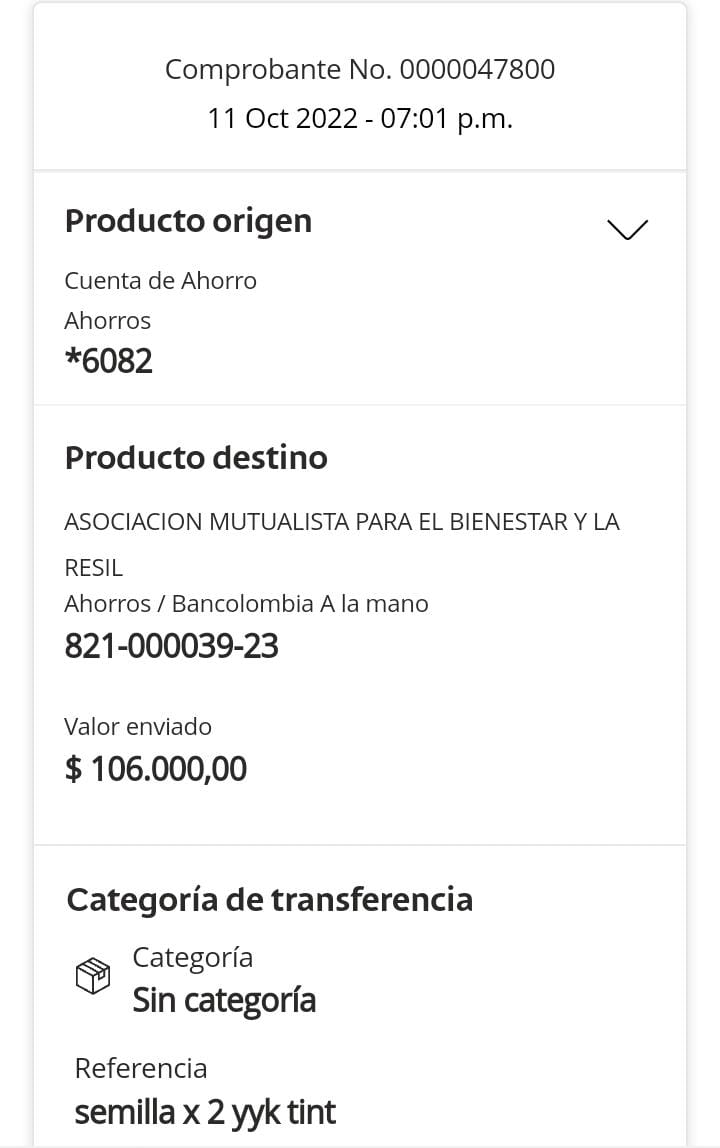 Comprobante No. 0000047800
11 Oct 2022 - 07:01 p.m.
Producto origen
Cuenta de Ahorro
Ahorros
*6082
Producto destino
ASOCIACION MUTUALISTA PARA EL BIENESTAR Y LA
RESIL
Ahorros / Bancolombia A la mano
821-000039-23
Valor enviado
$ 106.000,00
Categoría de transferencia
Categoría
Sin categoría
Referencia
semilla x 2 yyk tint